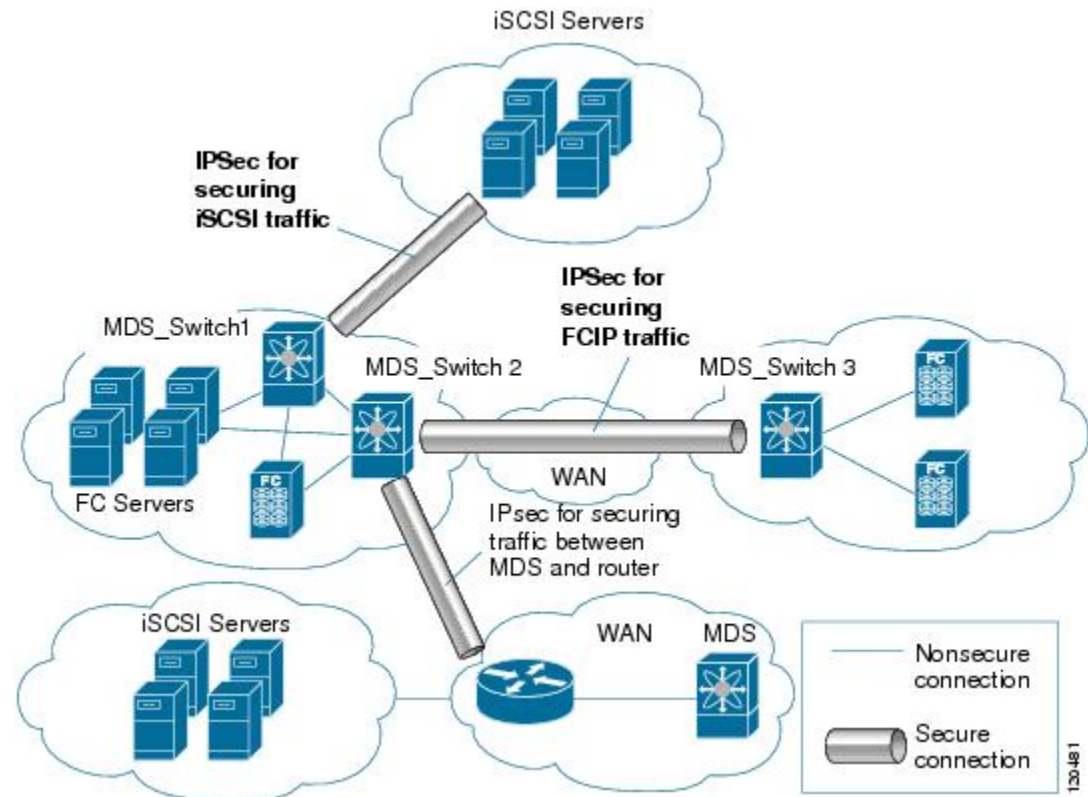 iSCSI Servers
IPSec for
securing
iSCSI traffic
IPSec for
securing
FCIP traffic
MDS_Switch1
MDS_Switch 2
MDS_Switch 3
FC
FC Servers
FC
WAN
FC
IPsec for securing
traffic between
MDS and router
iSCSI Servers
WAN
MDS
Nonsecure
connection
Secure
connection
120481